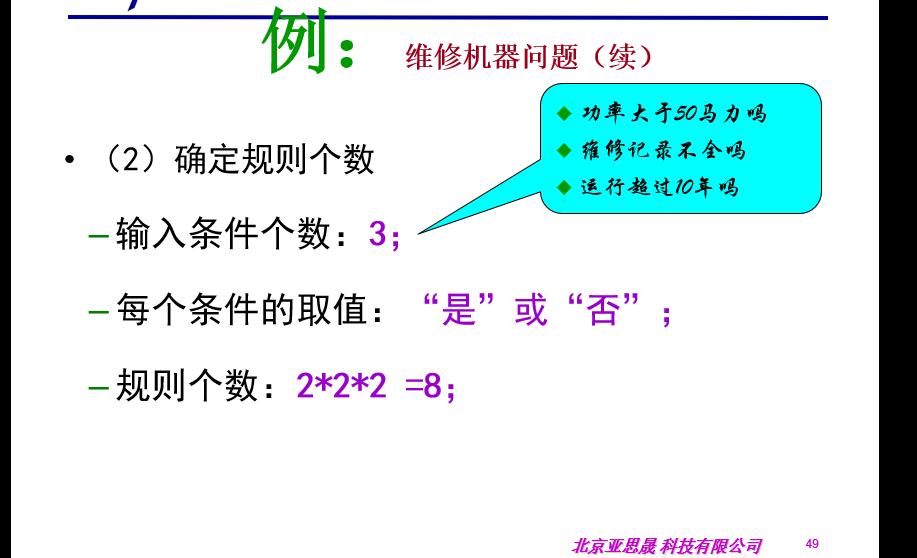 例： 维修机器问题（续）
◆ 功率大于50马力吗
◆ 维修记录不全吗
◆ 运行超过10年吗
• （2）确定规则个数
–输入条件个数：3；
–每个条件的取值：“是”或“否”；
–规则个数：2*2*2 =8；
北京亚思晟科技有限公司 49